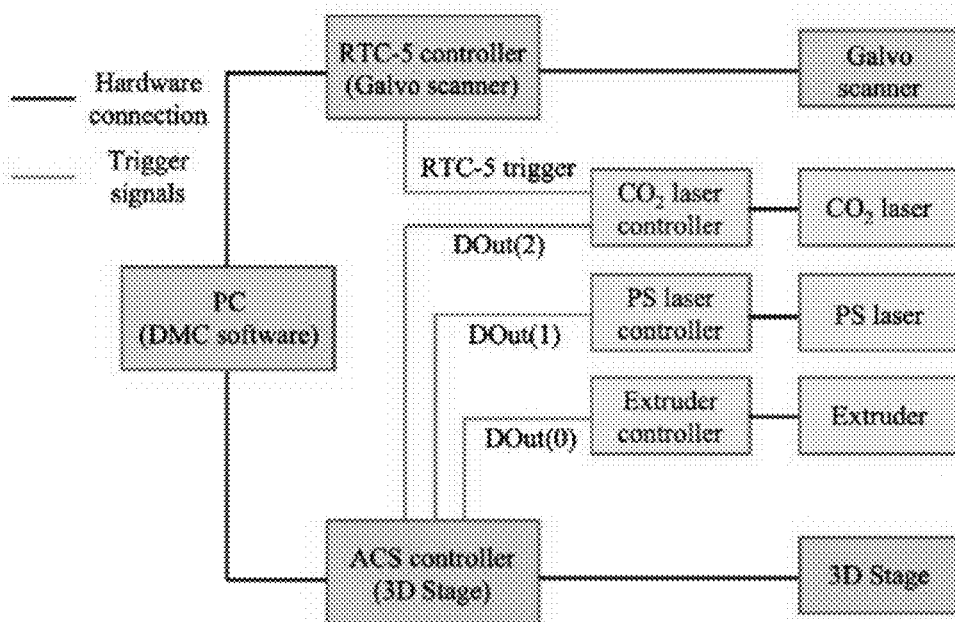 Hardware
connection
Trigger
signals
RTC-5 controller
(Galvo scanner)
Galvo
scanner
RTC-5 trigger
CO₂ laser
controller
CO₂ laser
DOut(2)
PC
(DMC software)
PS laser
controller
PS laser
DOut(1)
Extruder
controller
Extruder
DOut(0)
ACS controller
(3D Stage)
3D Stage